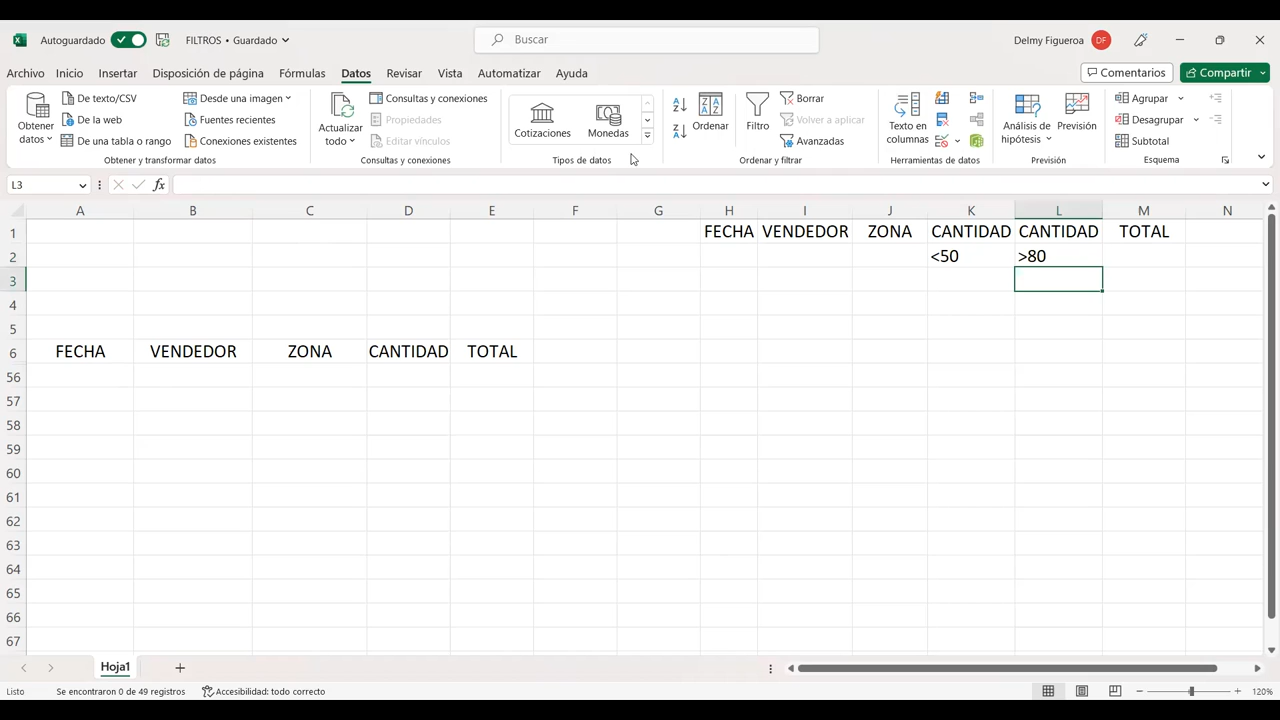 Autoguardado FILTROS • Guardado Buscar Delmy Figueroa DF
Archivo Inicio Insertar Disposición de página Fórmulas Datos Revisar Vista Automatizar Ayuda Comentarios Compartir
Obtener datos
De texto/CSV
De la web
De una tabla o rango
Desde una imagen
Fuentes recientes
Conexiones existentes
Obtener y transformar datos
Actualizar todo
Consultas y conexiones
Propiedades
Editar vínculos
Consultas y conexiones
Cotizaciones Monedas
Tipos de datos
Ordenar Filtro
Borrar
Volver a aplicar
Avanzadas
Ordenar y filtrar
Texto en columnas
Herramientas de datos
Análisis de hipótesis Previsión
Previsión
Agrupar
Desagrupar
Subtotal
Esquema
L3 fx
A B C D E F G H I J K L M N
1 FECHA VENDEDOR ZONA CANTIDAD CANTIDAD TOTAL
2 <50 >80
3
4
5
6 FECHA VENDEDOR ZONA CANTIDAD TOTAL
56
57
58
59
60
61
62
63
64
65
66
67
Hoja1
Listo Se encontraron 0 de 49 registros Accesibilidad: todo correcto 120%